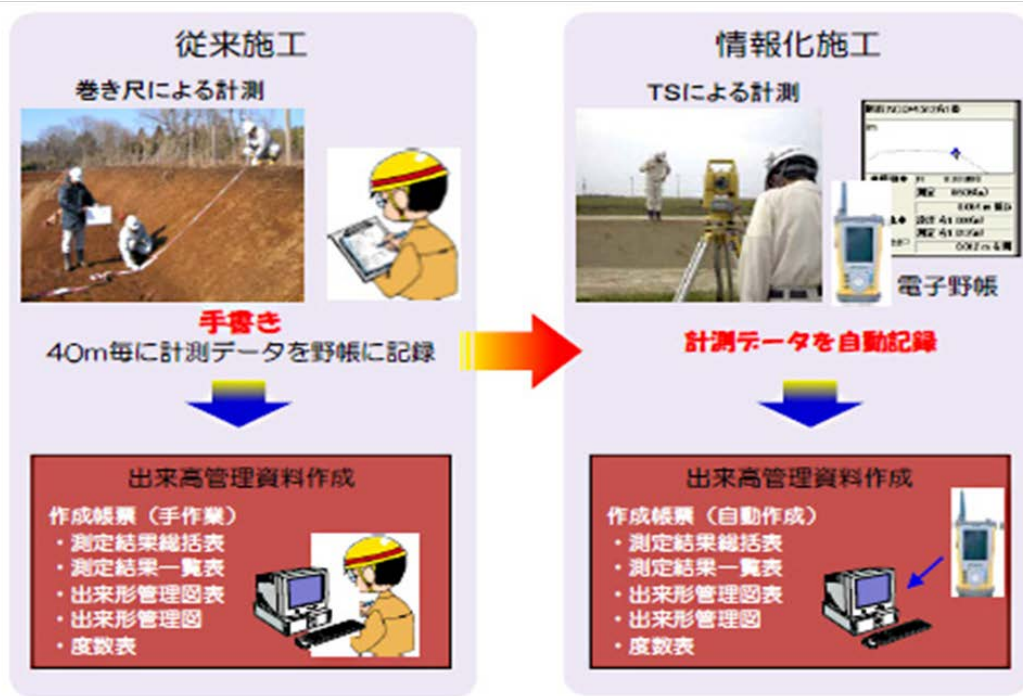 従来施工
巻き尺による計測
手書き
40m毎に計測データを野帳に記録
出来高管理資料作成
作成帳票（手作業）
・測定結果総括表
・測定結果一覧表
・出来形管理図表
・出来形管理図
・度数表
情報化施工
TSによる計測
電子野帳
計測データを自動記録
出来高管理資料作成
作成帳票（自動作成）
・測定結果総括表
・測定結果一覧表
・出来形管理図表
・出来形管理図
・度数表